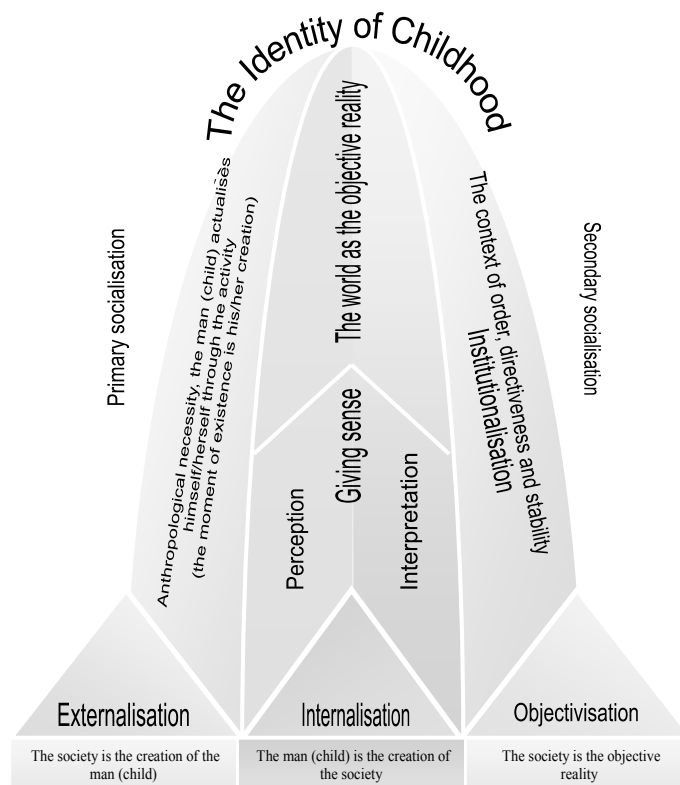 The Identity of Childhood
Primary socialisation
Anthropological necessity, the man (child) actualises
himself/herself through the activity
(the moment of existence is his/her creation)
The world as the objective reality
Giving sense
Perception
Interpretation
The context of order, directiveness and stability
Institutionalisation
Secondary socialisation
Externalisation
Internalisation
Objectivisation
The society is the creation of the
man (child)
The man (child) is the creation of
the society
The society is the objective
reality